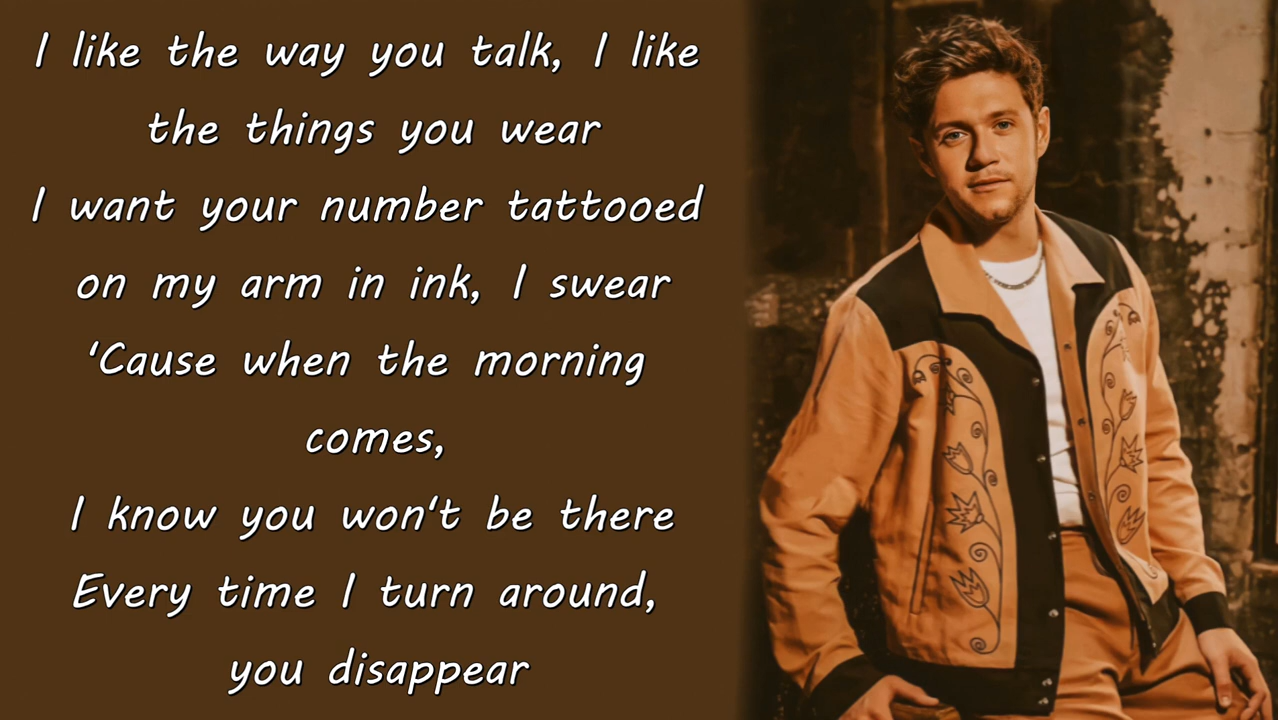 I like the way you talk, I like
the things you wear
I want your number tattooed
on my arm in ink, I swear
'Cause when the morning
comes,
I know you won't be there
Every time I turn around,
you disappear